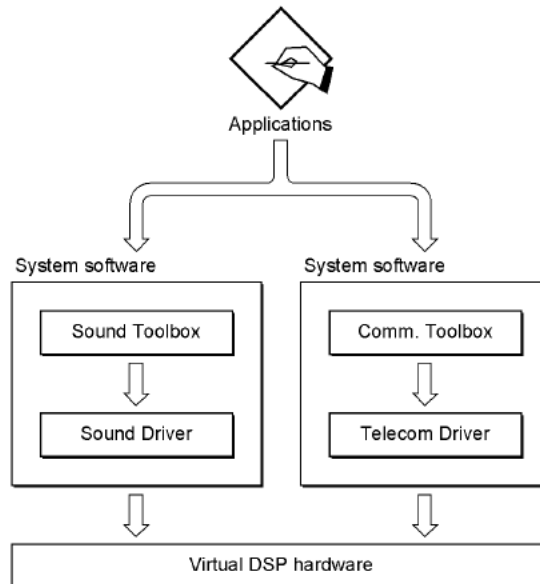 Applications
System software
System software
Sound Toolbox
Comm. Toolbox
Sound Driver
Telecom Driver
Virtual DSP hardware